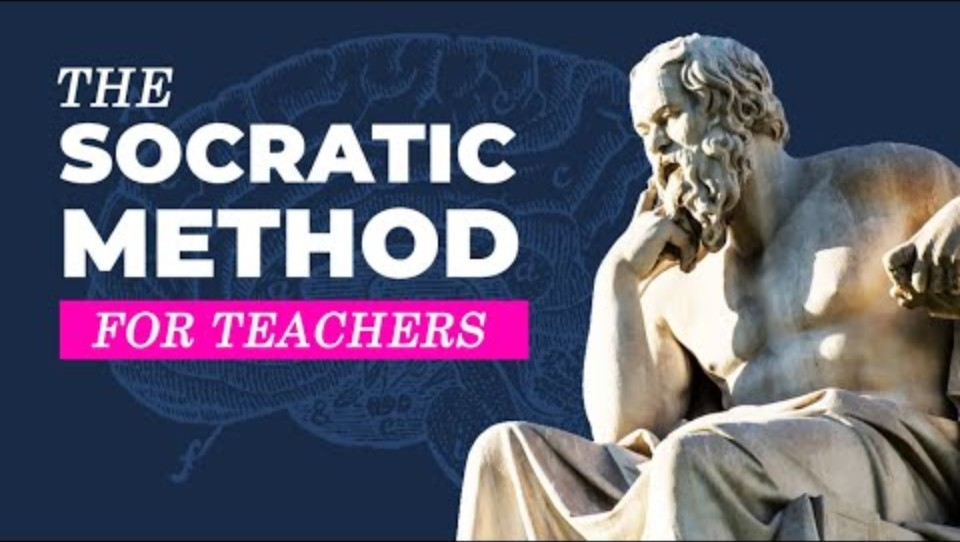 THE
SOCRATIC
METHOD
FOR TEACHERS